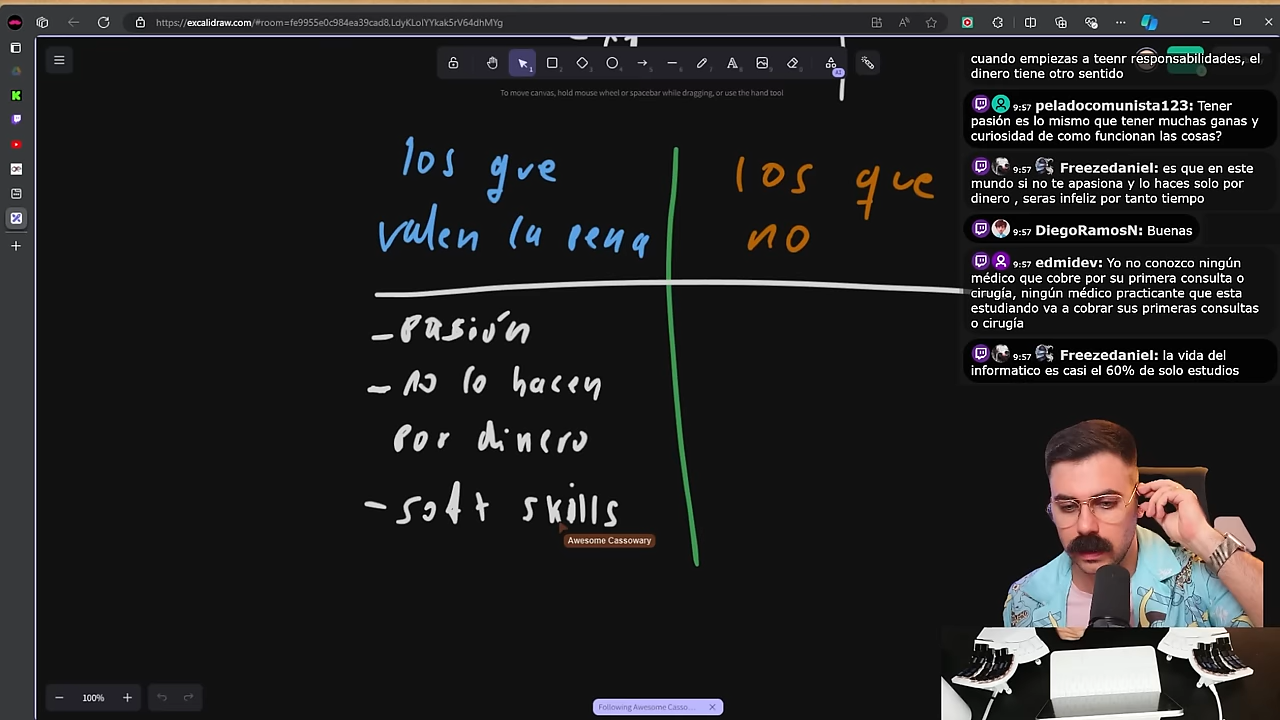 https://excalidraw.com/#room=fe9955e0c984ea39cad8,LdyKLoIYYkak5rV64dhMYg
To move canvas, hold mouse wheel or spacebar while dragging, or use the hand tool
los que
valen la pena
los que
no
- pasión
- no lo hacen
por dinero
- soft skills
Awesome Cassowary
100%
Following Awesome Casso...
cuando empiezas a teenr responsabilidades, el
dinero tiene otro sentido
9:57 peladocomunista123: Tener
pasión es lo mismo que tener muchas ganas y
curiosidad de como funcionan las cosas?
9:57 Freezedaniel: es que en este
mundo si no te apasiona y lo haces solo por
dinero , seras infeliz por tanto tiempo
9:57 DiegoRamosN: Buenas
9:57 edmidev: Yo no conozco ningún
médico que cobre por su primera consulta o
cirugía, ningún médico practicante que esta
estudiando va a cobrar sus primeras consultas
o cirugía
9:57 Freezedaniel: la vida del
informatico es casi el 60% de solo estudios